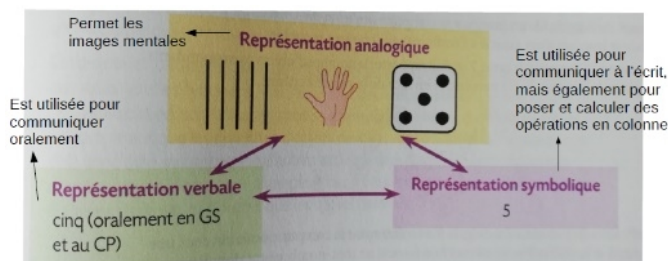 Permet les
images mentales
Représentation analogique
Est utilisée pour
communiquer à l'écrit,
mais également pour
poser et calculer des
opérations en colonne
Est utilisée pour
communiquer
oralement
Représentation verbale
cinq (oralement en GS
et au CP)
Représentation symbolique
5